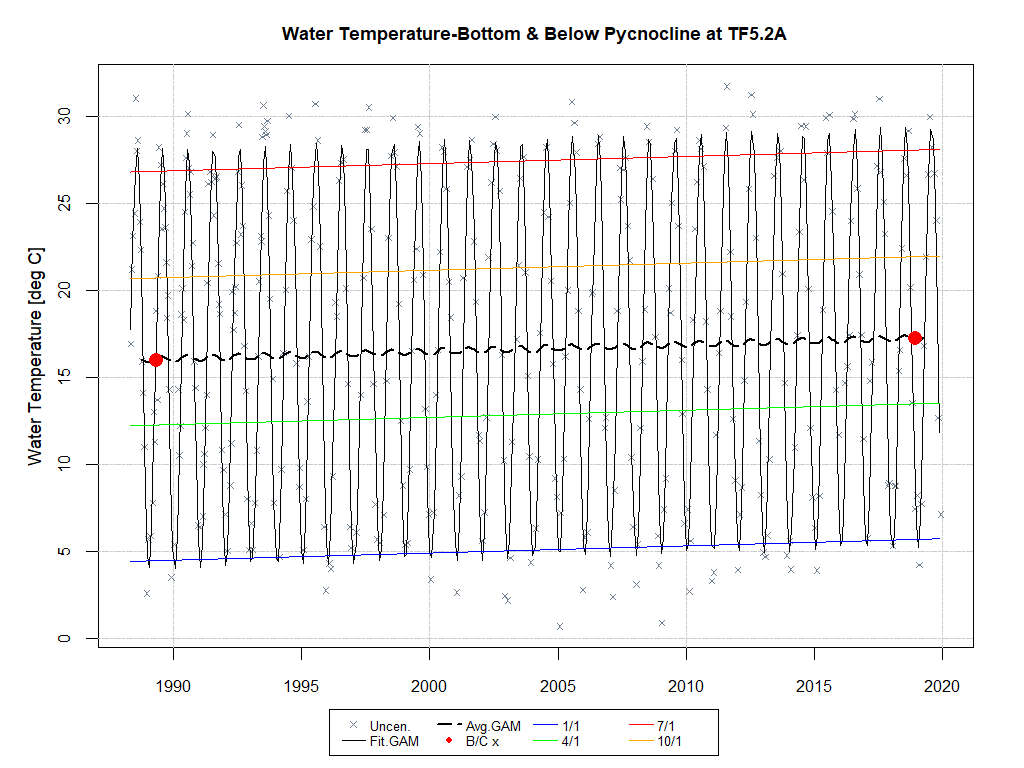 Water Temperature-Bottom & Below Pycnocline at TF5.2A
Water Temperature [deg C]
30
25
20
15
10
5
0
1990 1995 2000 2005 2010 2015 2020
Uncen. Avg.GAM 1/1 7/1
Fit.GAM B/C x 4/1 10/1